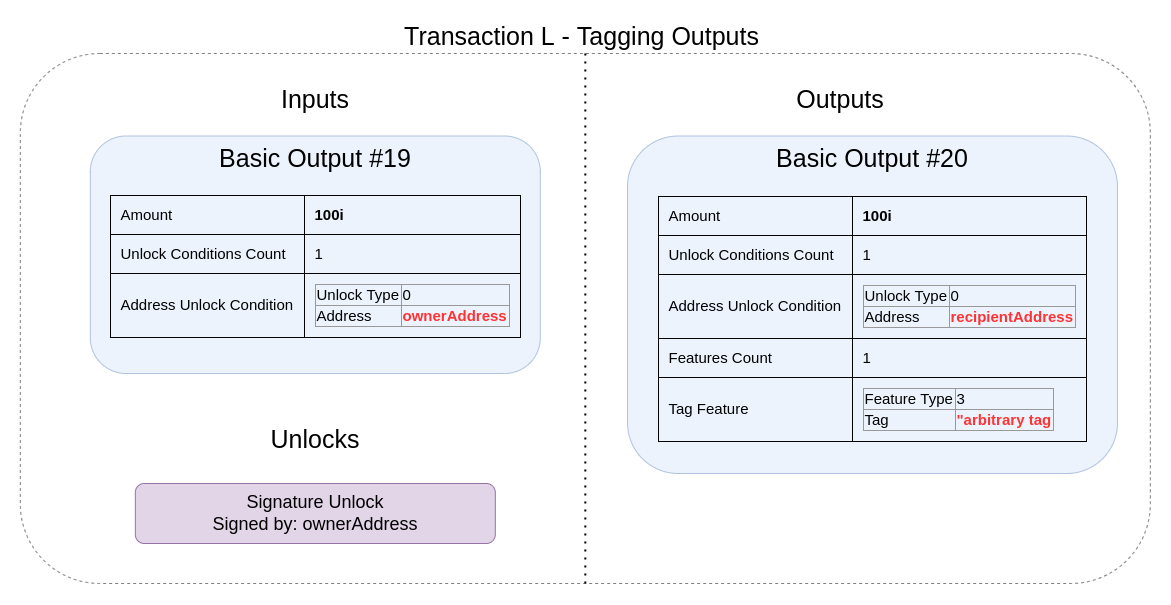 Transaction L - Tagging Outputs
Inputs
Basic Output #19
Amount 100i
Unlock Conditions Count 1
Address Unlock Condition
Unlock Type 0
Address ownerAddress
Unlocks
Signature Unlock
Signed by: ownerAddress
Outputs
Basic Output #20
Amount 100i
Unlock Conditions Count 1
Address Unlock Condition
Unlock Type 0
Address recipientAddress
Features Count 1
Tag Feature
Feature Type 3
Tag "arbitrary tag